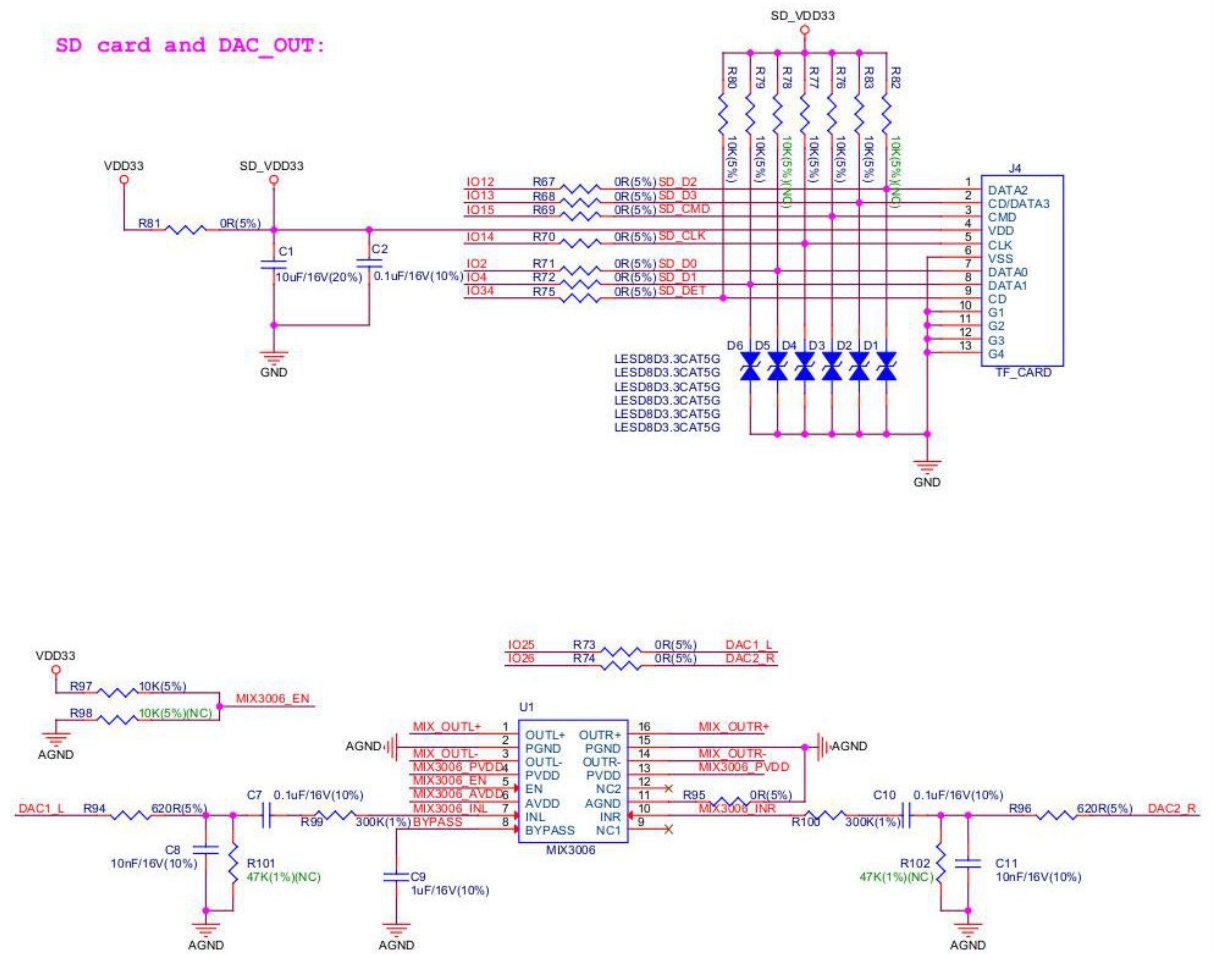 SD card and DAC_OUT:
SD_VDD33
R80
R79
R78
R77
R76
R83
R82
10K(5%)
10K(5%)
10K(5%)(NC)
10K(5%)
10K(5%)
10K(5%)
10K(5%)(NC)
VDD33
SD_VDD33
R81 0R(5%)
C1
10uF/16V(20%)
C2
0.1uF/16V(10%)
GND
IO12 R67 0R(5%) SD_D2
IO13 R68 0R(5%) SD_D3
IO15 R69 0R(5%) SD_CMD
IO14 R70 0R(5%) SD_CLK
IO2 R71 0R(5%) SD_D0
IO4 R72 0R(5%) SD_D1
IO34 R75 0R(5%) SD_DET
J4
1 DATA2
2 CD/DATA3
3 CMD
4 VDD
5 CLK
6 VSS
7 DATA0
8 DATA1
9 CD
10 G1
11 G2
12 G3
13 G4
TF_CARD
D6 D5 D4 D3 D2 D1
LESD8D3.3CAT5G
LESD8D3.3CAT5G
LESD8D3.3CAT5G
LESD8D3.3CAT5G
LESD8D3.3CAT5G
LESD8D3.3CAT5G
GND
IO25 R73 0R(5%) DAC1_L
IO26 R74 0R(5%) DAC2_R
VDD33
R97 10K(5%)
MIX3006_EN
R98 10K(5%)(NC)
AGND
U1
MIX_OUTL+ 1 OUTL+ OUTR+ 16 MIX_OUTR+
AGND 2 PGND PGND 15 AGND
MIX_OUTL- 3 OUTL- OUTR- 14 MIX_OUTR-
MIX3006_PVDD 4 PVDD PVDD 13 MIX3006_PVDD
MIX3006_EN 5 EN NC2 12
MIX3006_AVDD 6 AVDD AGND 11 R95 0R(5%)
MIX3006_INL 7 INL INR 10 MIX3006_INR
BYPASS 8 BYPASS NC1 9
MIX3006
DAC1_L R94 620R(5%)
C7 0.1uF/16V(10%)
R99 300K(1%)
C8
10nF/16V(10%)
R101
47K(1%)(NC)
AGND
C9
1uF/16V(10%)
AGND
R100 300K(1%)
C10 0.1uF/16V(10%)
R96 620R(5%) DAC2_R
R102
47K(1%)(NC)
C11
10nF/16V(10%)
AGND